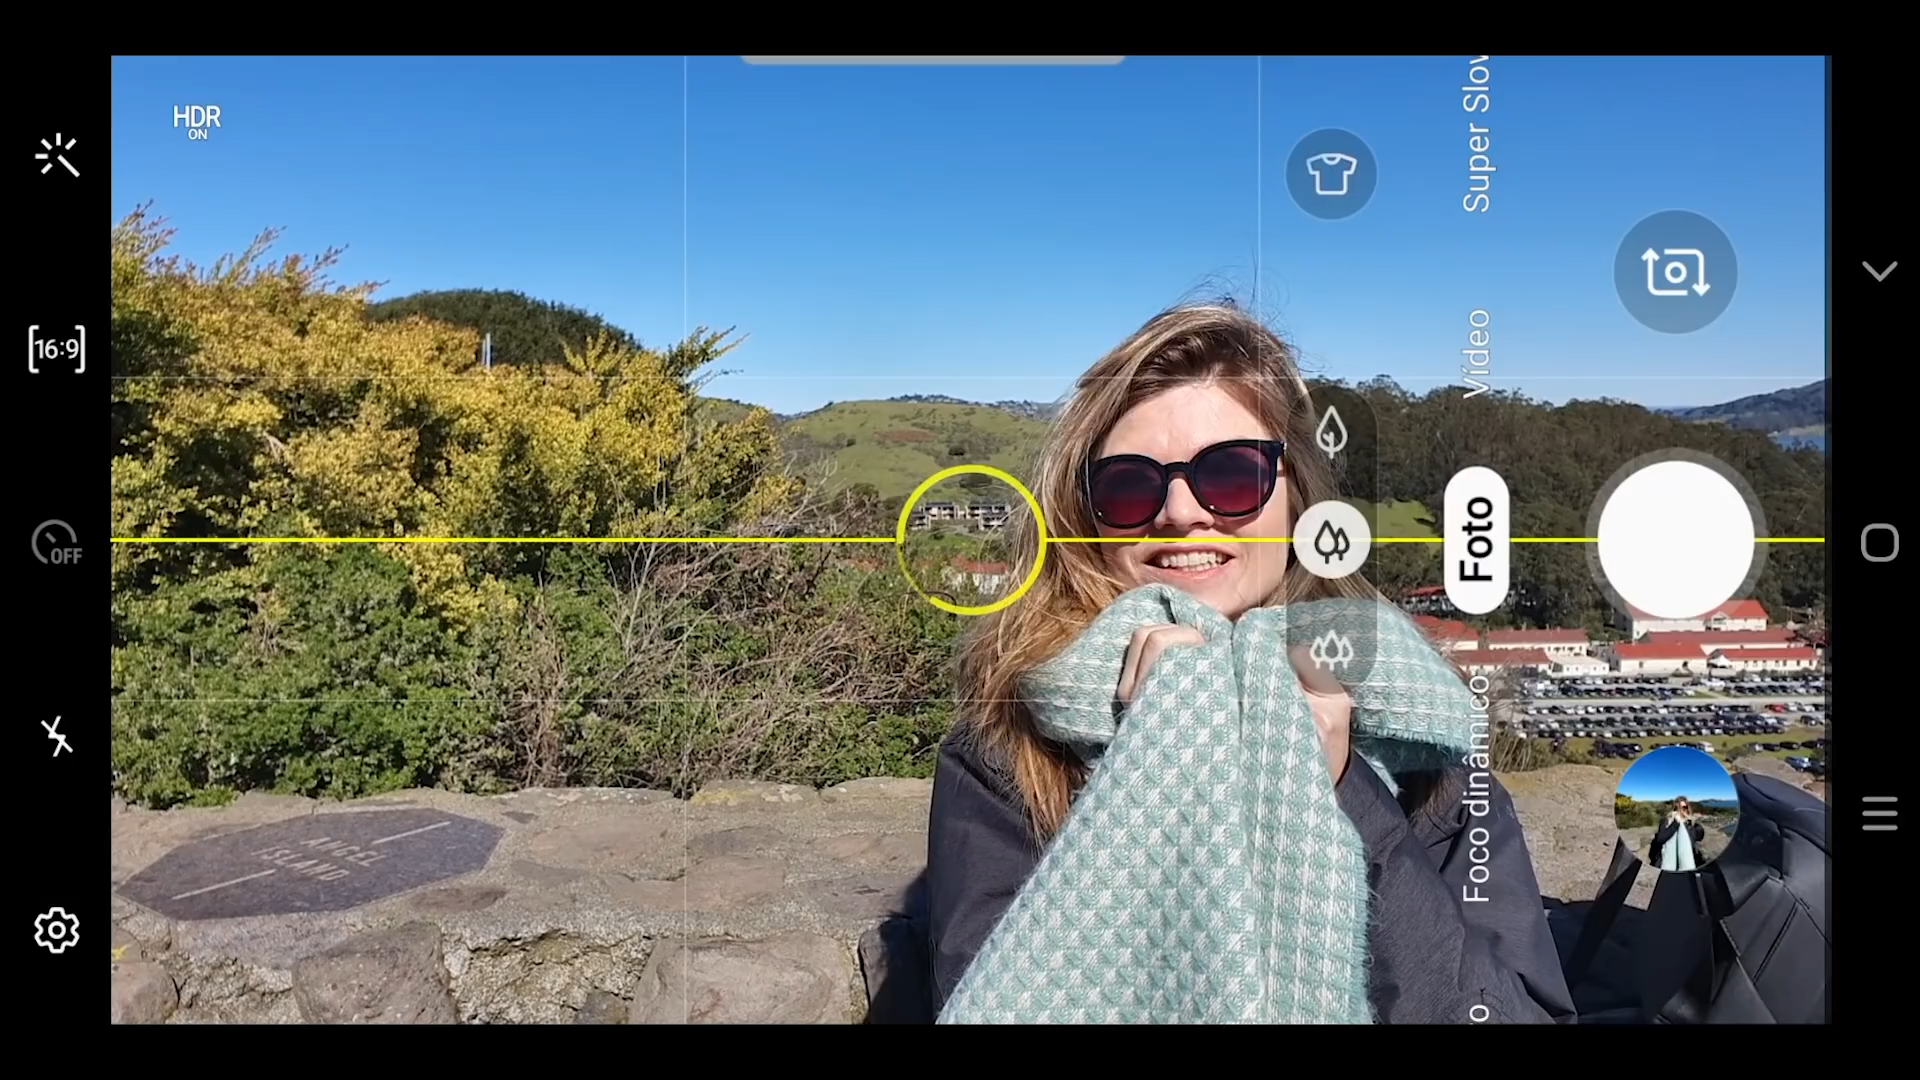 HDR
ON
16:9
OFF
Super Slow
Vídeo
Foto
Foco dinâmico
ANGEL
ISLAND